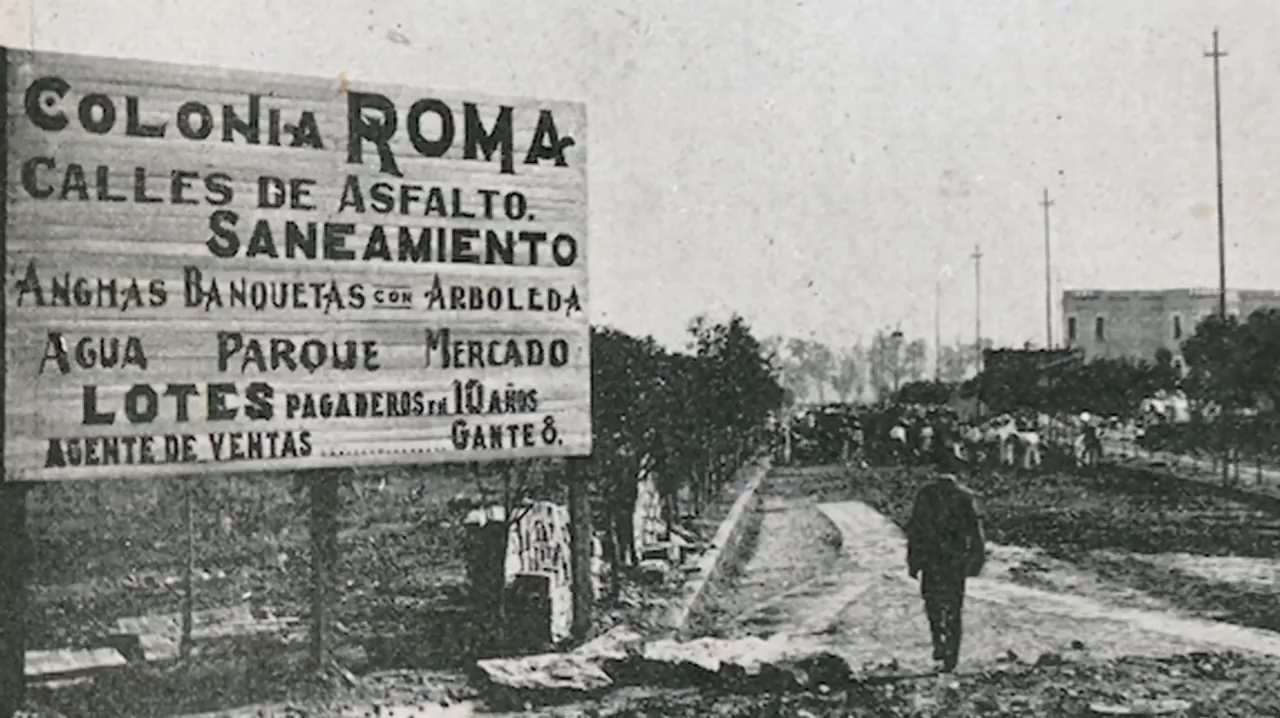 COLONIA ROMA
CALLES DE ASFALTO.
SANEAMIENTO
ANCHAS BANQUETAS CON ARBOLEDA
AGUA PARQUE MERCADO
LOTES PAGADEROS EN 10 AÑOS
AGENTE DE VENTAS .............. GANTE 8.